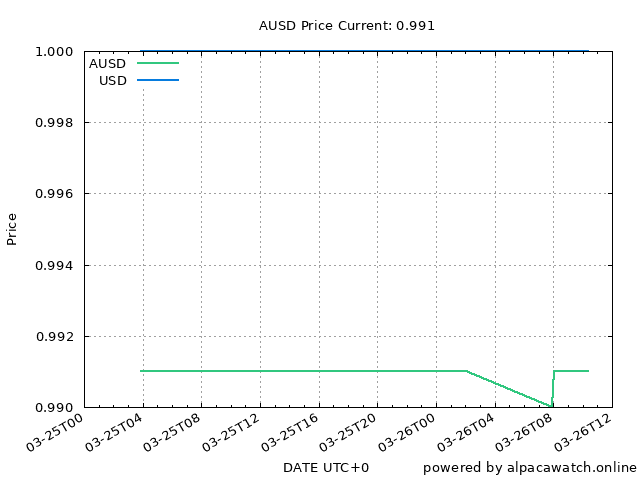 AUSD Price Current: 0.991
1.000
AUSD
USD
0.998
0.996
Price
0.994
0.992
0.990
03-25T00
03-25T04
03-25T08
03-25T12
03-25T16
03-25T20
03-26T00
03-26T04
03-26T08
03-26T12
DATE UTC+0
powered by alpacawatch.online